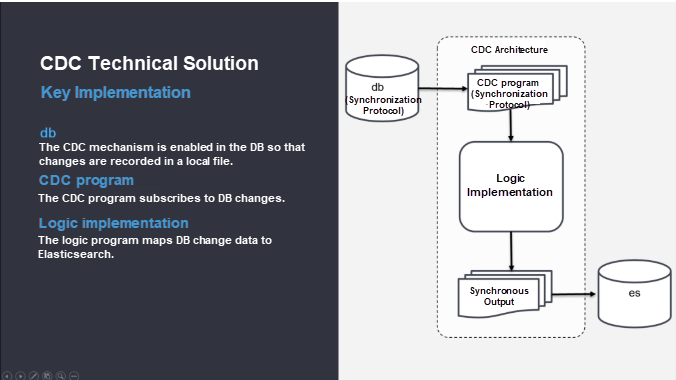 CDC Technical Solution
Key Implementation
db
The CDC mechanism is enabled in the DB so that
changes are recorded in a local file.
CDC program
The CDC program subscribes to DB changes.
Logic implementation
The logic program maps DB change data to
Elasticsearch.
CDC Architecture
db
(Synchronization
Protocol)
CDC program
(Synchronization
Protocol)
Logic
Implementation
Synchronous
Output
es